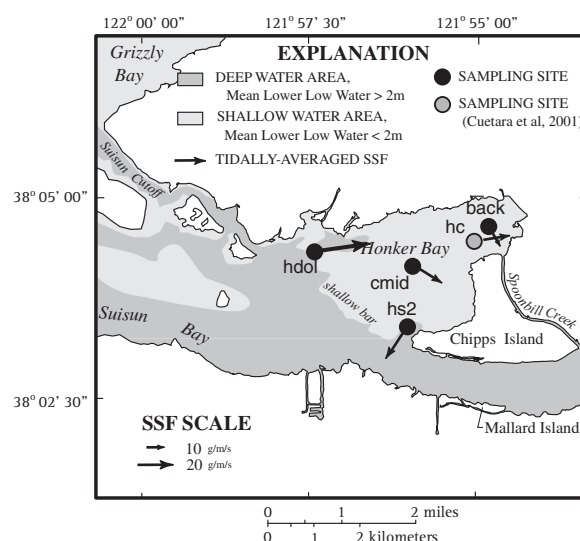 122° 00' 00"
121° 57' 30"
121° 55' 00"
Grizzly
Bay
EXPLANATION
DEEP WATER AREA,
Mean Lower Low Water > 2m
SHALLOW WATER AREA,
Mean Lower Low Water < 2m
TIDALLY-AVERAGED SSF
SAMPLING SITE
SAMPLING SITE
(Cuetara et al, 2001)
Suisun Cutoff
38° 05' 00"
back
hc
Honker Bay
hdol
cmid
shallow bar
hs2
Spoonbill Creek
Suisun
Bay
Chipps Island
38° 02' 30"
Mallard Island
SSF SCALE
10 g/m/s
20 g/m/s
0 1 2 miles
0 1 2 kilometers